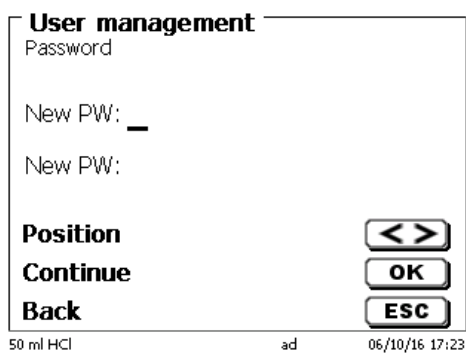 User management
Password
New PW: _
New PW:
Position < >
Continue OK
Back ESC
50 ml HCl ad 06/10/16 17:23